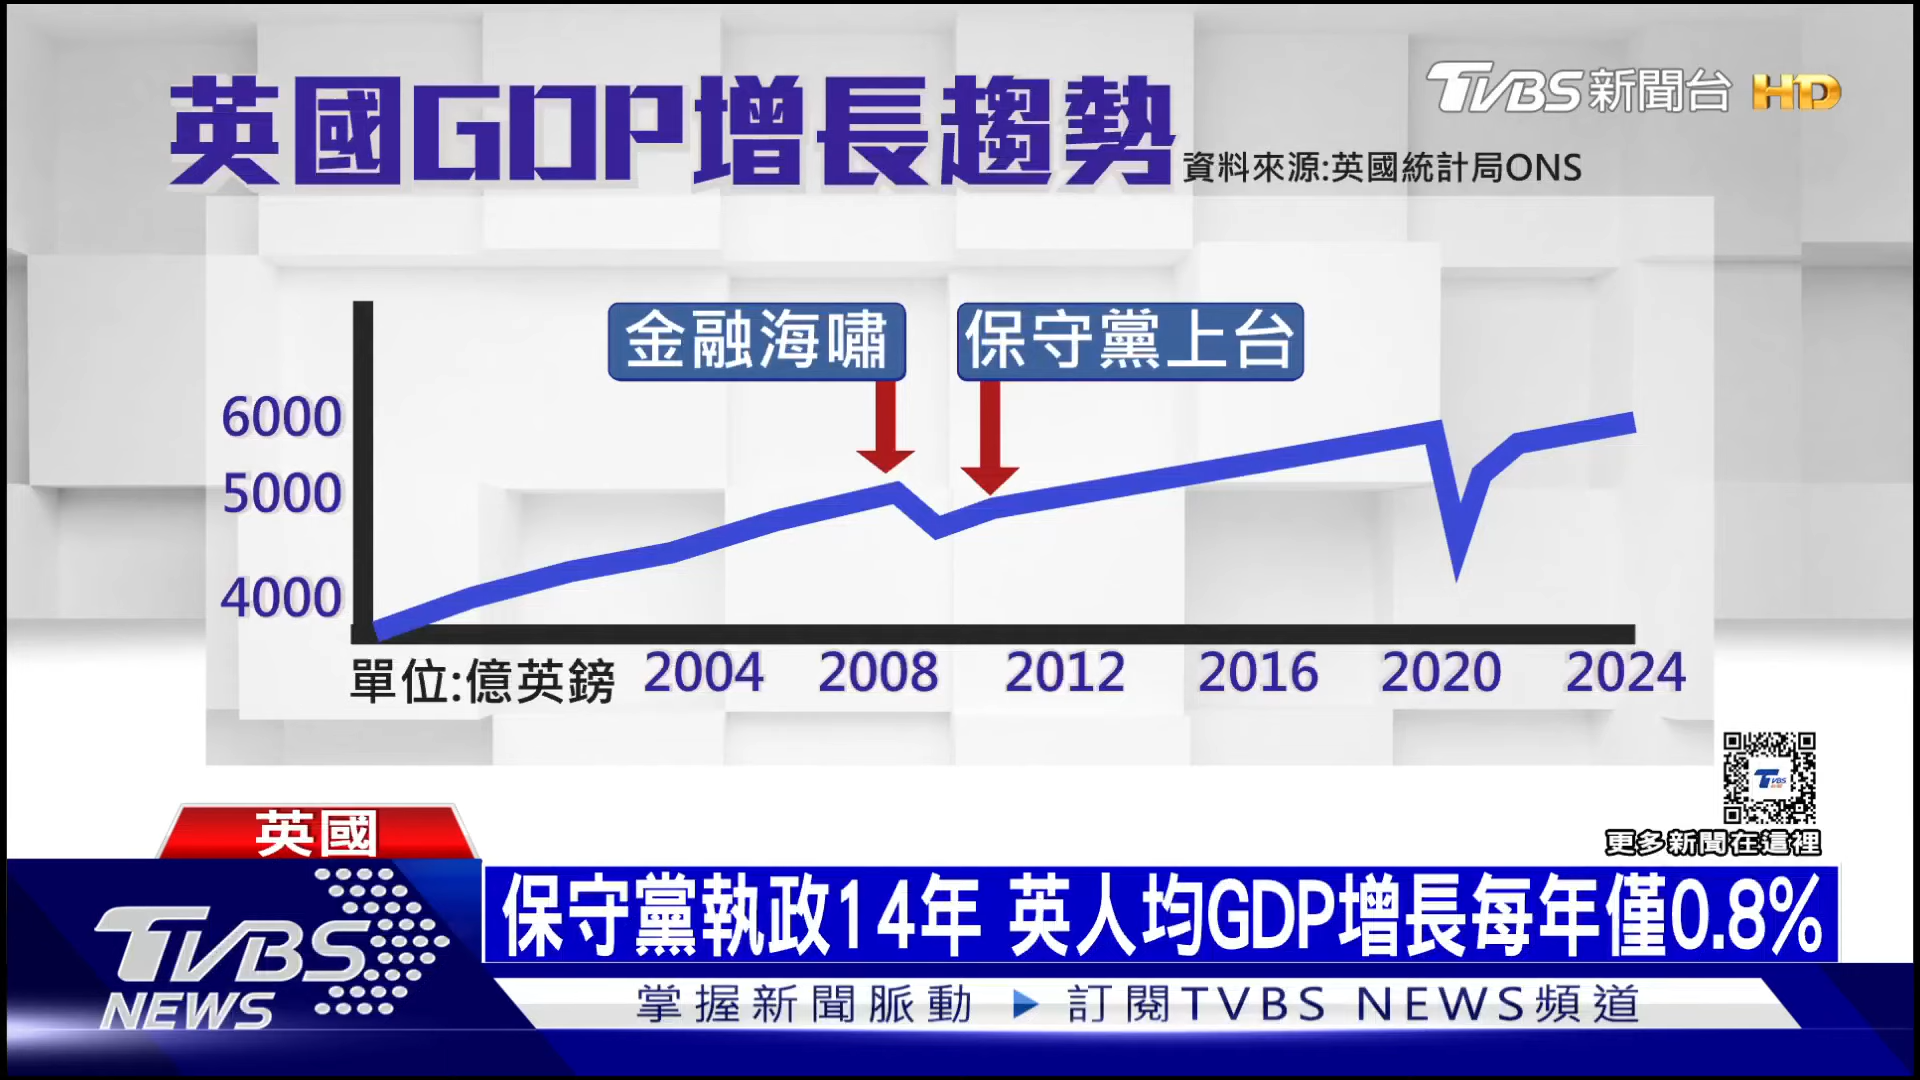 英國GDP增長趨勢
資料來源:英國統計局ONS
TVBS新聞台 HD
金融海嘯
保守黨上台
6000
5000
4000
單位:億英鎊
2004 2008 2012 2016 2020 2024
TVBS
更多新聞在這裡
英國
保守黨執政14年 英人均GDP增長每年僅0.8%
TVBS
NEWS
掌握新聞脈動 ▶ 訂閱TVBS NEWS頻道